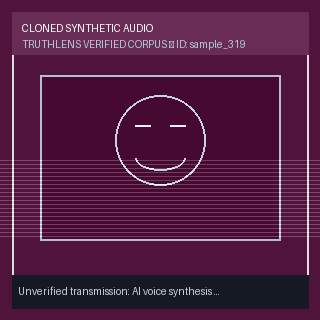 CLONED SYNTHETIC AUDIO
TRUTHLENS VERIFIED CORPUS ID: sample_319
Unverified transmission: AI voice synthesis...